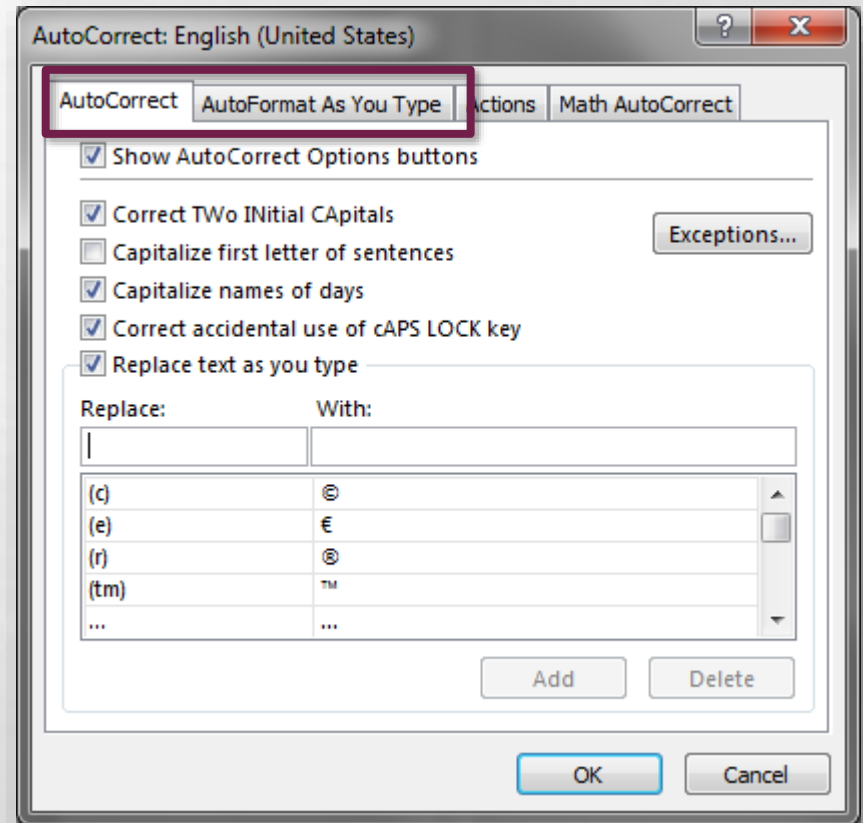 AutoCorrect: English (United States)
?
AutoCorrect AutoFormat As You Type Actions Math AutoCorrect
Show AutoCorrect Options buttons
Correct TWo INitial CApitals
Exceptions...
Capitalize first letter of sentences
Capitalize names of days
Correct accidental use of cAPS LOCK key
Replace text as you type
Replace: With:
(c) ©
(e) €
(r) ®
(tm) ™
... ...
Add Delete
OK Cancel